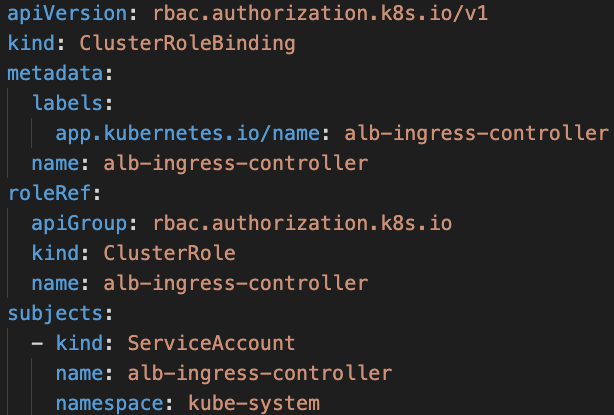 apiVersion: rbac.authorization.k8s.io/v1
kind: ClusterRoleBinding
metadata:
  labels:
    app.kubernetes.io/name: alb-ingress-controller
  name: alb-ingress-controller
roleRef:
  apiGroup: rbac.authorization.k8s.io
  kind: ClusterRole
  name: alb-ingress-controller
subjects:
  - kind: ServiceAccount
    name: alb-ingress-controller
    namespace: kube-system